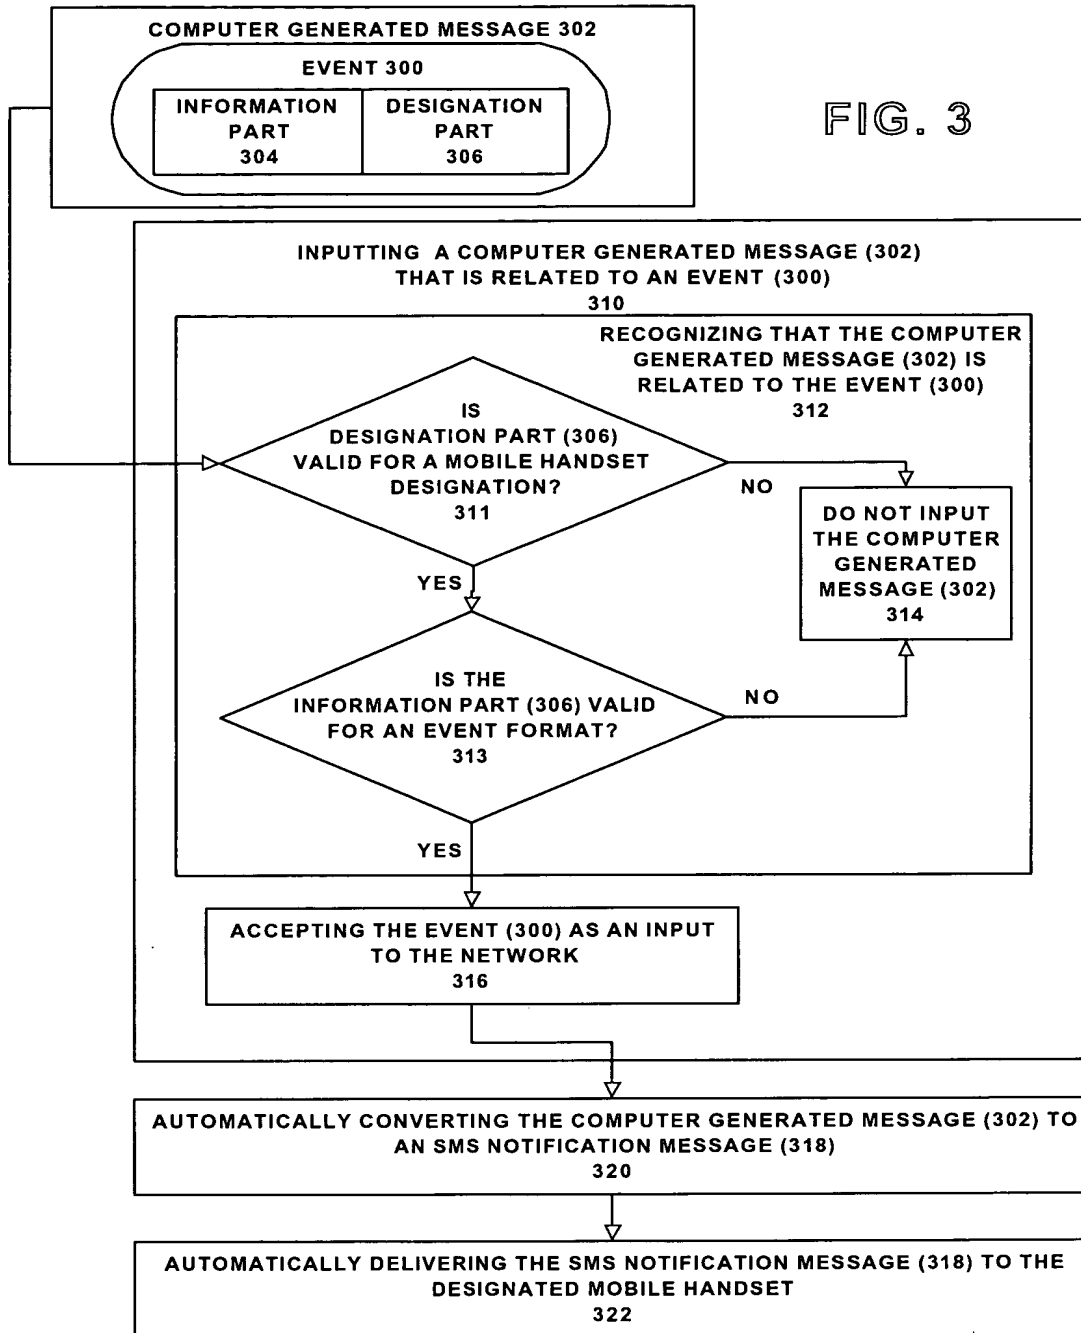 COMPUTER GENERATED MESSAGE 302
EVENT 300
INFORMATION
PART
304
DESIGNATION
PART
306
FIG. 3
INPUTTING A COMPUTER GENERATED MESSAGE (302)
THAT IS RELATED TO AN EVENT (300)
310
RECOGNIZING THAT THE COMPUTER
GENERATED MESSAGE (302) IS
RELATED TO THE EVENT (300)
312
IS
DESIGNATION PART (306)
VALID FOR A MOBILE HANDSET
DESIGNATION?
311
NO
DO NOT INPUT
THE COMPUTER
GENERATED
MESSAGE (302)
314
YES
IS THE
INFORMATION PART (306) VALID
FOR AN EVENT FORMAT?
313
NO
YES
ACCEPTING THE EVENT (300) AS AN INPUT
TO THE NETWORK
316
AUTOMATICALLY CONVERTING THE COMPUTER GENERATED MESSAGE (302) TO
AN SMS NOTIFICATION MESSAGE (318)
320
AUTOMATICALLY DELIVERING THE SMS NOTIFICATION MESSAGE (318) TO THE
DESIGNATED MOBILE HANDSET
322